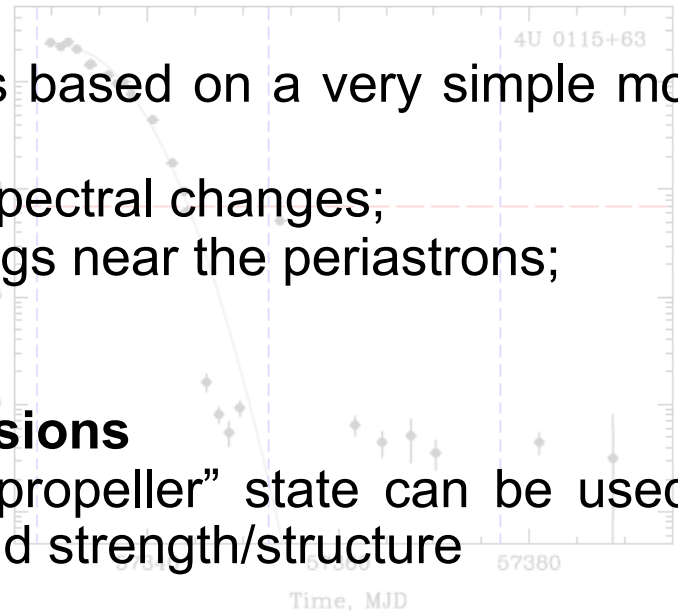 4U 0115+63
s based on a very simple mo
pectral changes;
gs near the periastrons;
sions
propeller” state can be used
d strength/structure
57380
Time, MJD